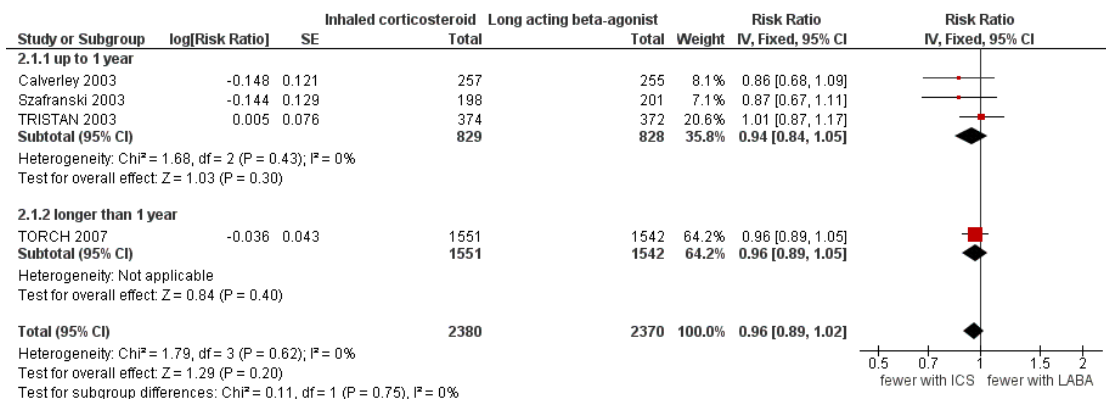 Inhaled corticosteroid Long acting beta-agonist Risk Ratio Risk Ratio
Study or Subgroup log[Risk Ratio] SE Total Total Weight IV, Fixed, 95% CI IV, Fixed, 95% CI
2.1.1 up to 1 year
Calverley 2003 -0.148 0.121 257 255 8.1% 0.86 [0.68, 1.09]
Szafranski 2003 -0.144 0.129 198 201 7.1% 0.87 [0.67, 1.11]
TRISTAN 2003 0.005 0.076 374 372 20.6% 1.01 [0.87, 1.17]
Subtotal (95% CI) 829 828 35.8% 0.94 [0.84, 1.05]
Heterogeneity: Chi² = 1.68, df = 2 (P = 0.43); I² = 0%
Test for overall effect: Z = 1.03 (P = 0.30)
2.1.2 longer than 1 year
TORCH 2007 -0.036 0.043 1551 1542 64.2% 0.96 [0.89, 1.05]
Subtotal (95% CI) 1551 1542 64.2% 0.96 [0.89, 1.05]
Heterogeneity: Not applicable
Test for overall effect: Z = 0.84 (P = 0.40)
Total (95% CI) 2380 2370 100.0% 0.96 [0.89, 1.02]
Heterogeneity: Chi² = 1.79, df = 3 (P = 0.62); I² = 0%
Test for overall effect: Z = 1.29 (P = 0.20)
Test for subgroup differences: Chi² = 0.11, df = 1 (P = 0.75), I² = 0%
0.5 0.7 1 1.5 2
fewer with ICS fewer with LABA